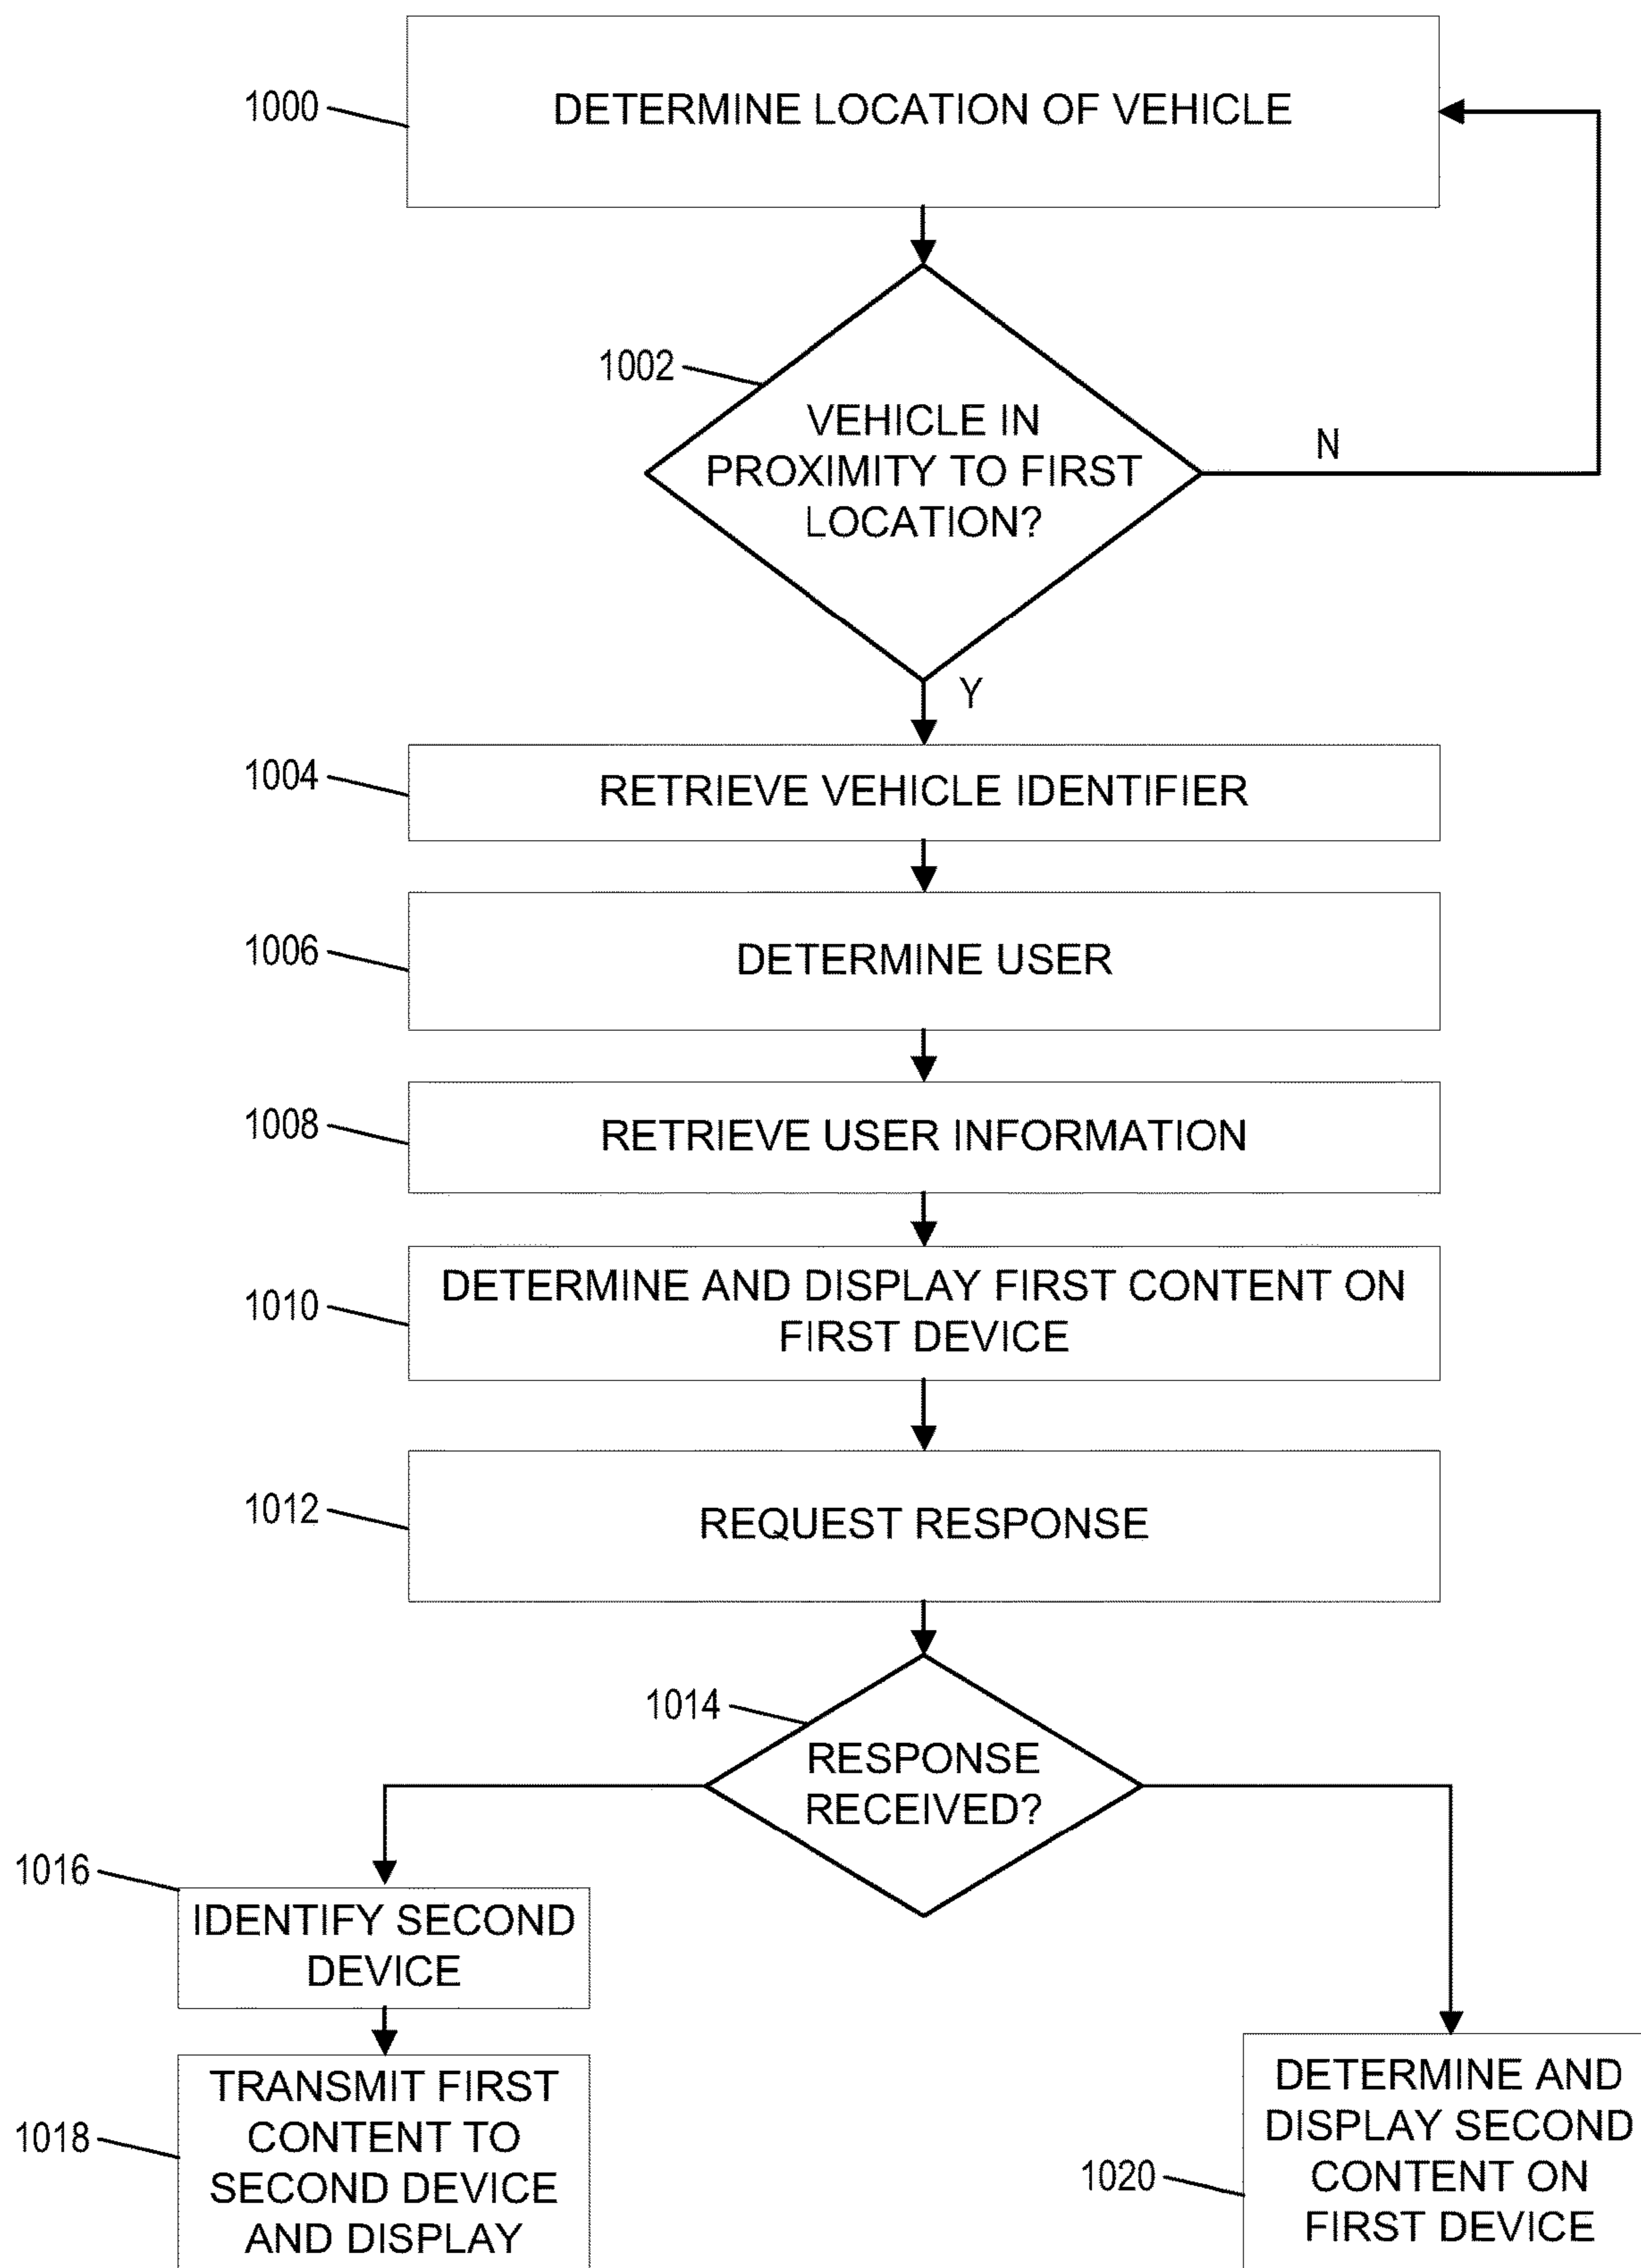 1000
DETERMINE LOCATION OF VEHICLE
1002
VEHICLE IN
PROXIMITY TO FIRST
LOCATION?
N
Y
1004
RETRIEVE VEHICLE IDENTIFIER
1006
DETERMINE USER
1008
RETRIEVE USER INFORMATION
1010
DETERMINE AND DISPLAY FIRST CONTENT ON
FIRST DEVICE
1012
REQUEST RESPONSE
1014
RESPONSE
RECEIVED?
1016
IDENTIFY SECOND
DEVICE
1018
TRANSMIT FIRST
CONTENT TO
SECOND DEVICE
AND DISPLAY
1020
DETERMINE AND
DISPLAY SECOND
CONTENT ON
FIRST DEVICE